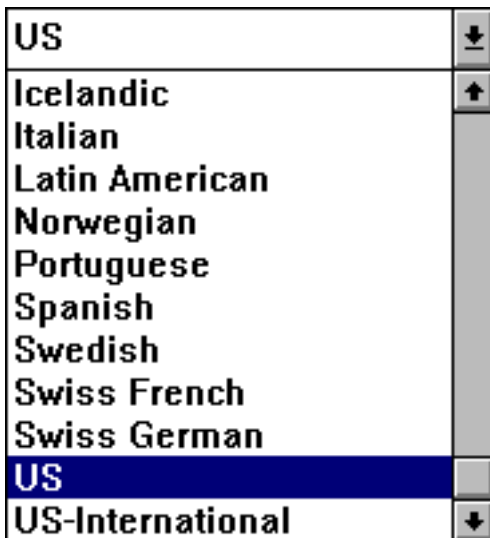 US
Icelandic
Italian
Latin American
Norwegian
Portuguese
Spanish
Swedish
Swiss French
Swiss German
US
US-International